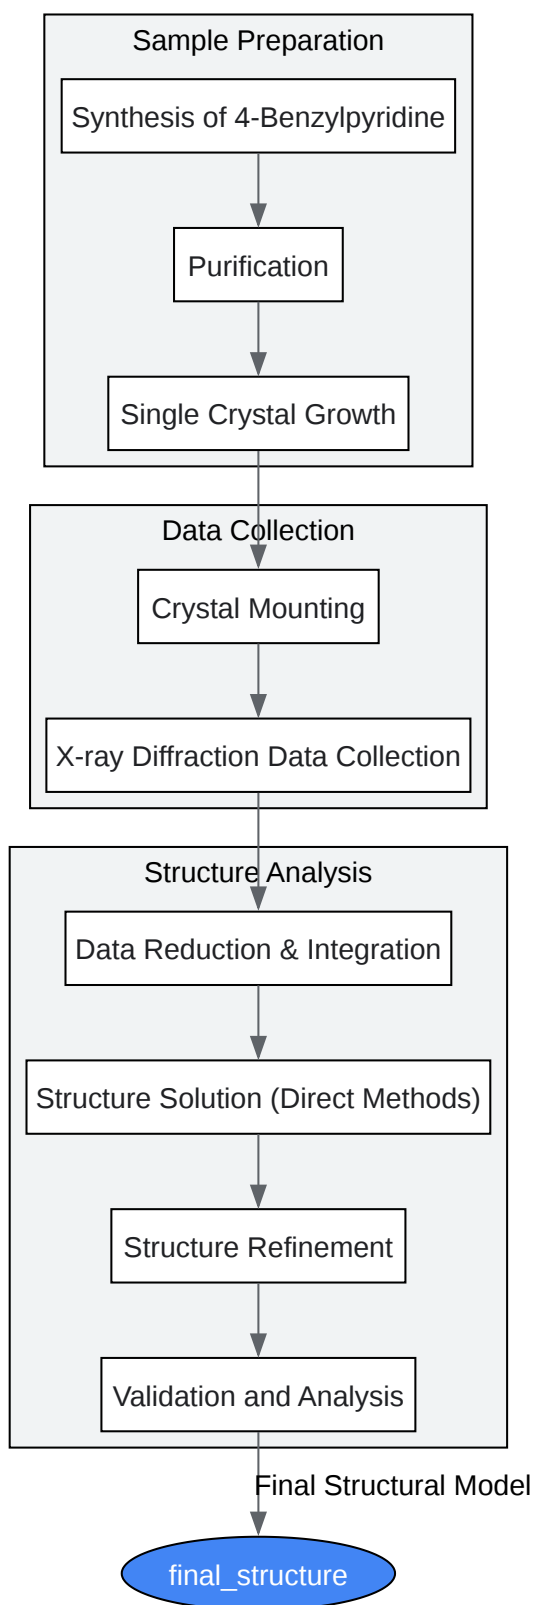 Sample Preparation
Synthesis of 4-Benzylpyridine
Purification
Single Crystal Growth
Data Collection
Crystal Mounting
X-ray Diffraction Data Collection
Structure Analysis
Data Reduction & Integration
Structure Solution (Direct Methods)
Structure Refinement
Validation and Analysis
Final Structural Model
final_structure